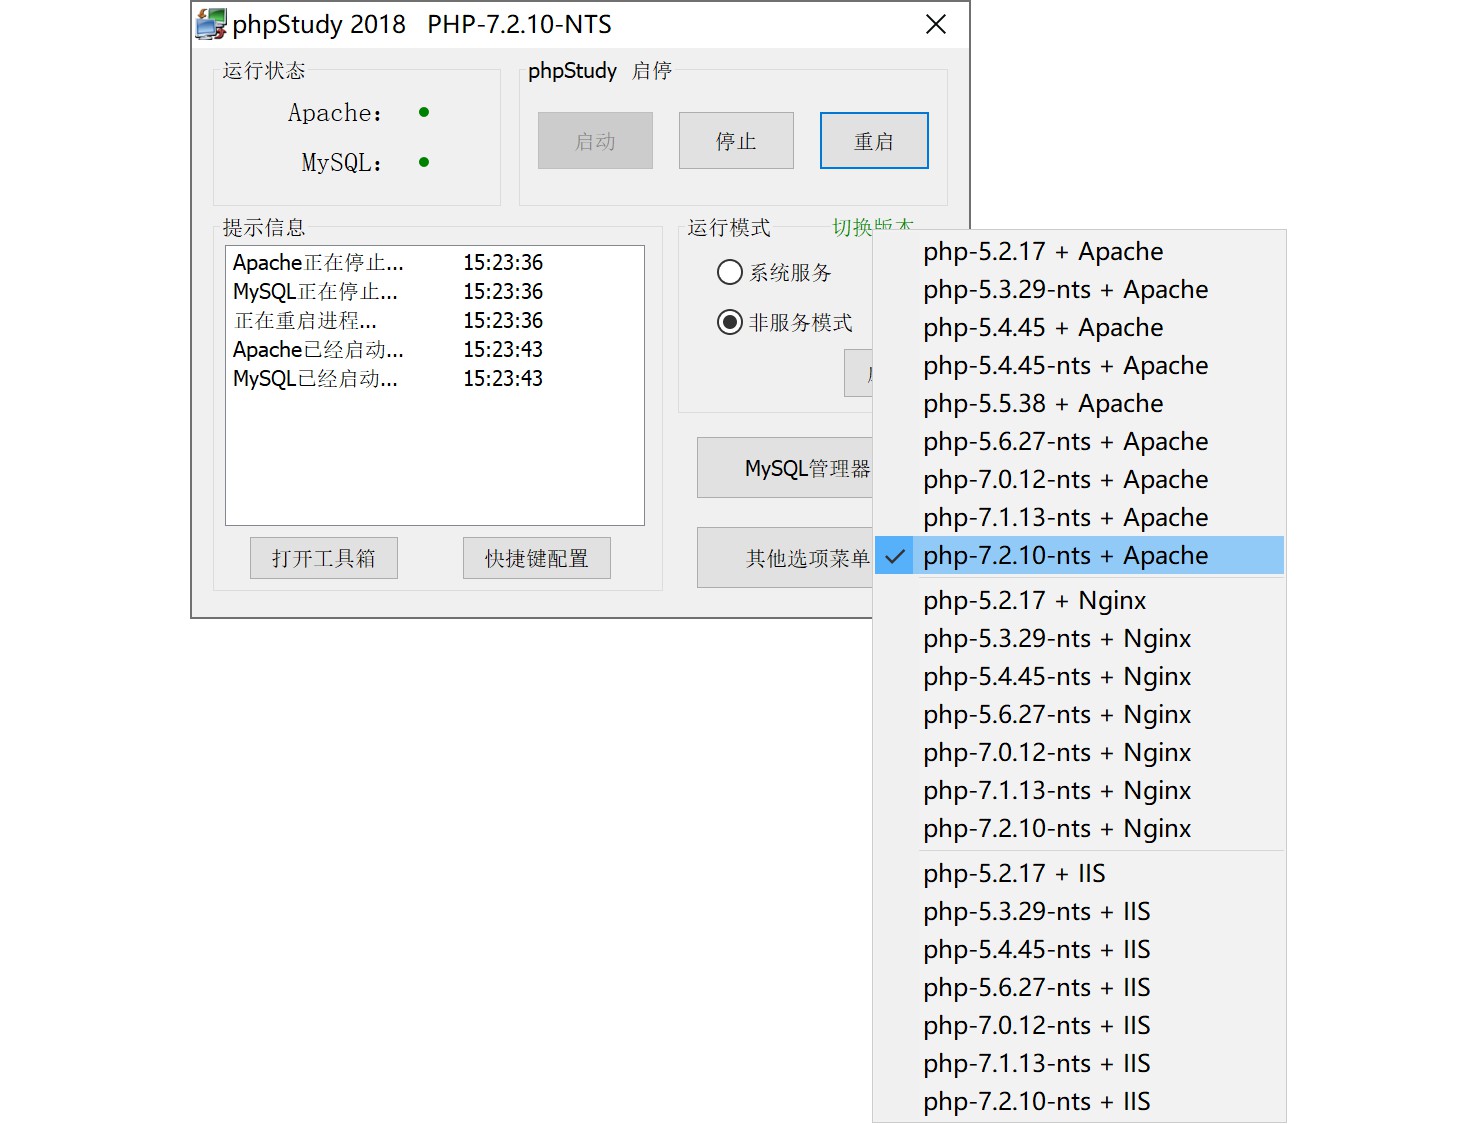 phpStudy 2018 PHP-7.2.10-NTS
运行状态
Apache:
MySQL:
phpStudy 启停
启动
停止
重启
提示信息
Apache正在停止... 15:23:36
MySQL正在停止... 15:23:36
正在重启进程... 15:23:36
Apache已经启动... 15:23:43
MySQL已经启动... 15:23:43
打开工具箱
快捷键配置
运行模式
切换版本
系统服务
非服务模式
MySQL管理器
其他选项菜单
php-5.2.17 + Apache
php-5.3.29-nts + Apache
php-5.4.45 + Apache
php-5.4.45-nts + Apache
php-5.5.38 + Apache
php-5.6.27-nts + Apache
php-7.0.12-nts + Apache
php-7.1.13-nts + Apache
php-7.2.10-nts + Apache
php-5.2.17 + Nginx
php-5.3.29-nts + Nginx
php-5.4.45-nts + Nginx
php-5.6.27-nts + Nginx
php-7.0.12-nts + Nginx
php-7.1.13-nts + Nginx
php-7.2.10-nts + Nginx
php-5.2.17 + IIS
php-5.3.29-nts + IIS
php-5.4.45-nts + IIS
php-5.6.27-nts + IIS
php-7.0.12-nts + IIS
php-7.1.13-nts + IIS
php-7.2.10-nts + IIS